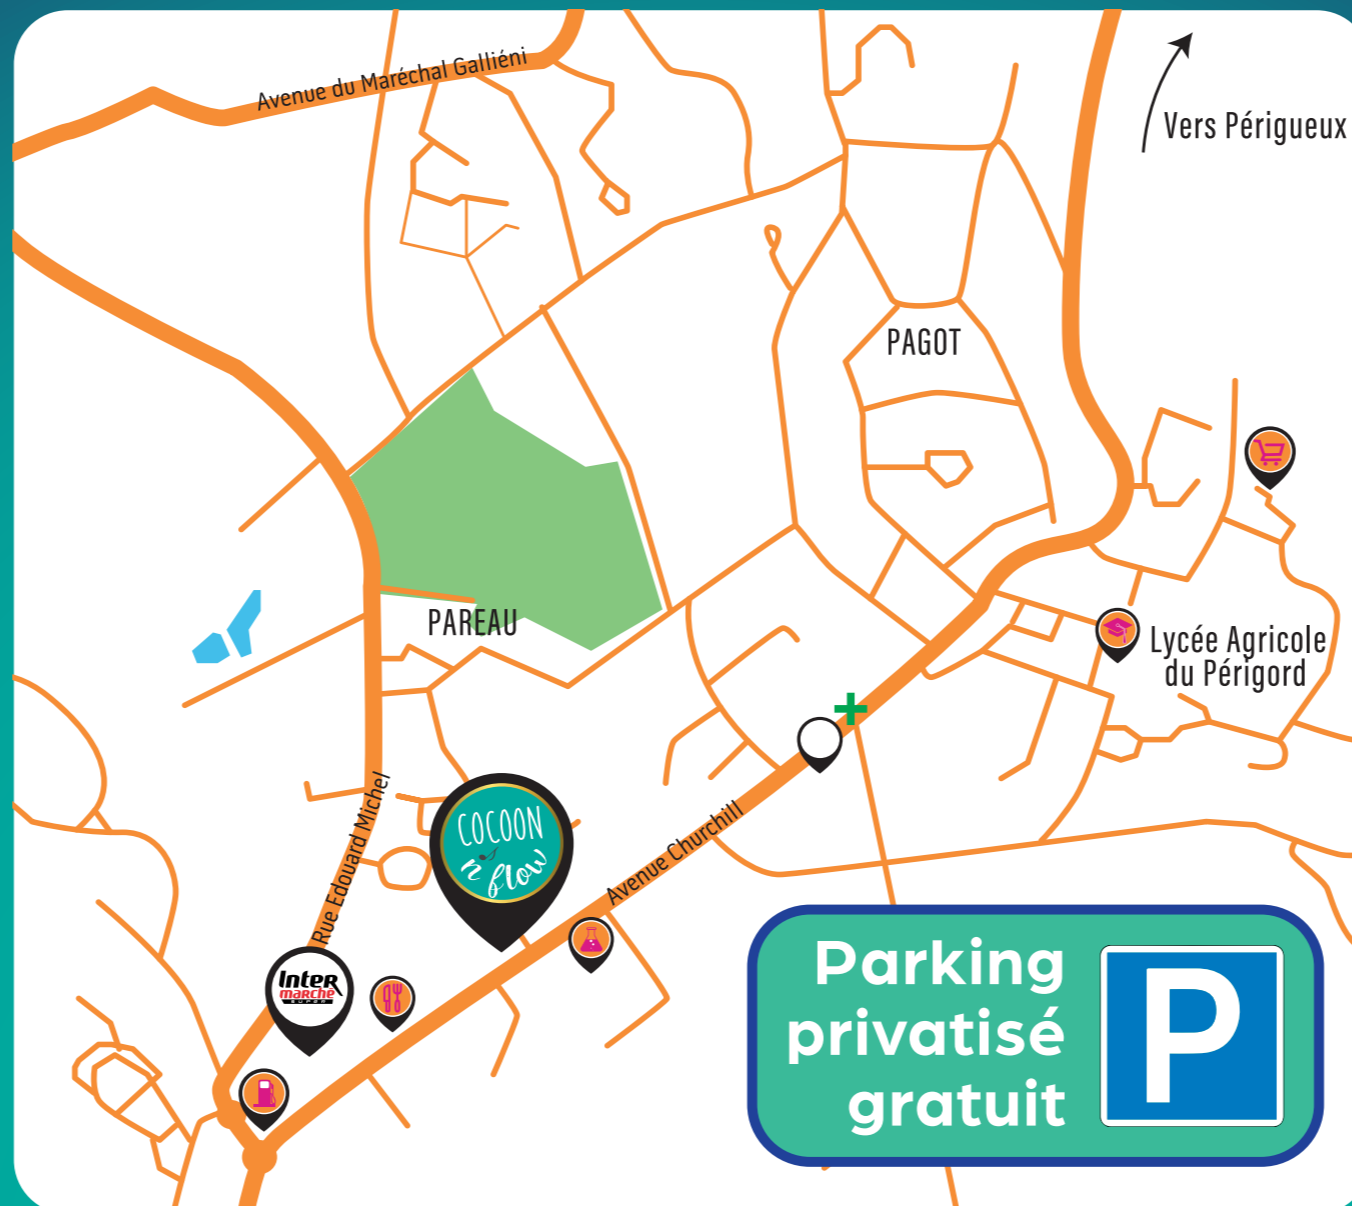 Avenue du Maréchal Galliéni
Vers Périgueux
PAGOT
PAREAU
Lycée Agricole
du Périgord
Rue Edouard Michel
COCOON
n' flow
Avenue Churchill
InteR
marché
SUPER
Parking
privatisé
gratuit
P